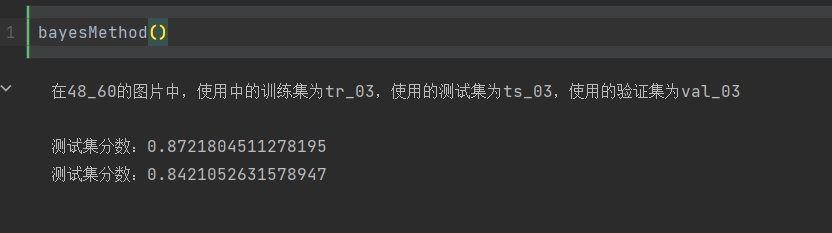 1 bayesMethod()
在48_60的图片中，使用中的训练集为tr_03，使用的测试集为ts_03，使用的验证集为val_03
测试集分数：0.8721804511278195
测试集分数：0.8421052631578947